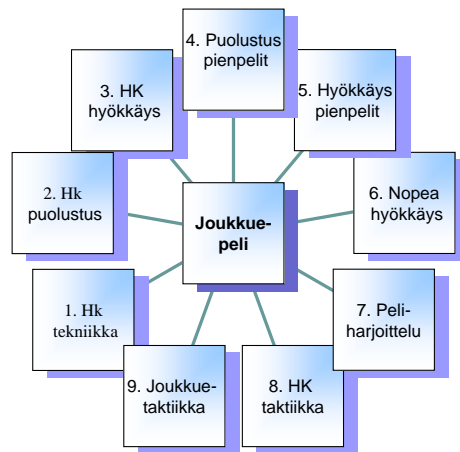 4. Puolustus
pienpelit
3. HK
hyökkäys
5. Hyökkäys
pienpelit
2. Hk
puolustus
6. Nopea
hyökkäys
Joukkue-
peli
1. Hk
tekniikka
7. Peli-
harjoittelu
9. Joukkue-
taktiikka
8. HK
taktiikka